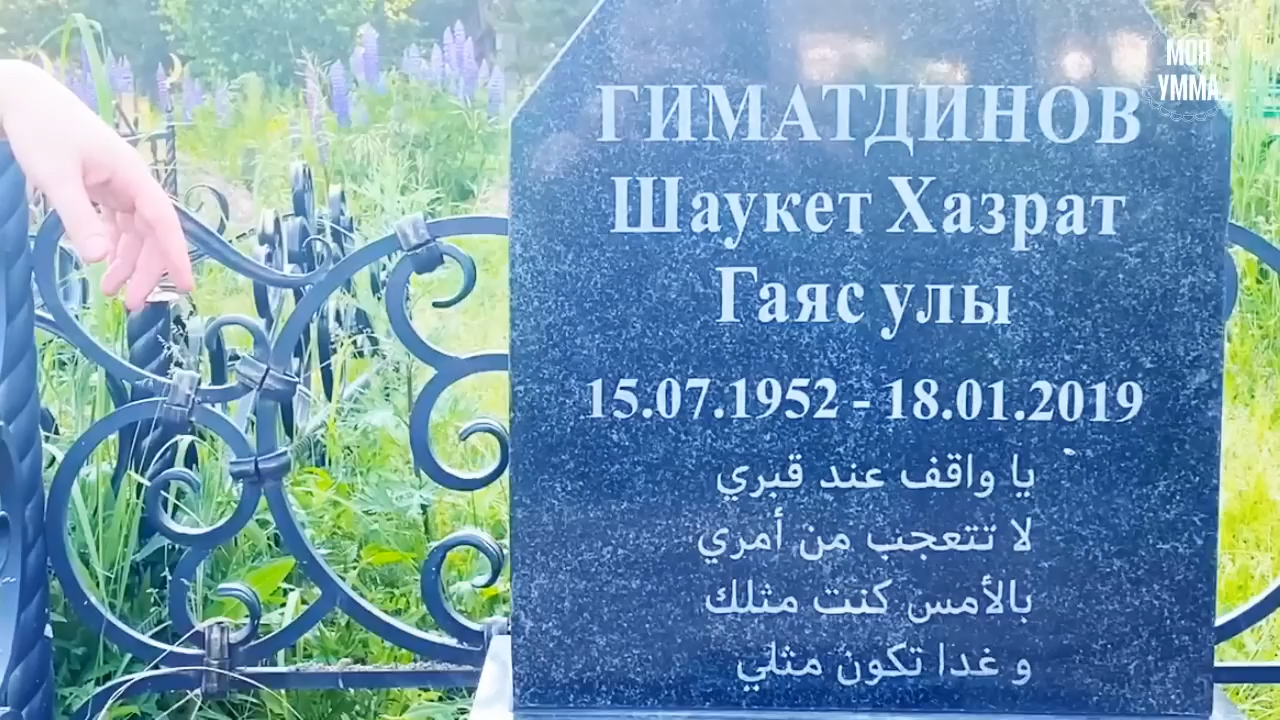 МОЯ
УММА
ГИМАТДИНОВ
Шаукет Хазрат
Гаяс улы
15.07.1952 - 18.01.2019
يا واقف عند قبري
لا تتعجب من أمري
بالأمس كنت مثلك
و غدا تكون مثلي